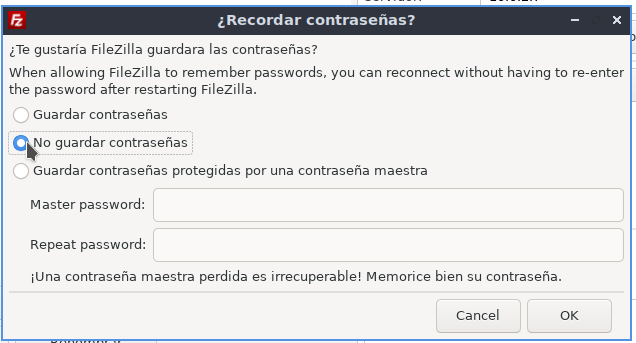 ¿Recordar contraseñas?
¿Te gustaría FileZilla guardara las contraseñas?
When allowing FileZilla to remember passwords, you can reconnect without having to re-enter
the password after restarting FileZilla.
Guardar contraseñas
No guardar contraseñas
Guardar contraseñas protegidas por una contraseña maestra
Master password:
Repeat password:
¡Una contraseña maestra perdida es irrecuperable! Memorice bien su contraseña.
Cancel
OK